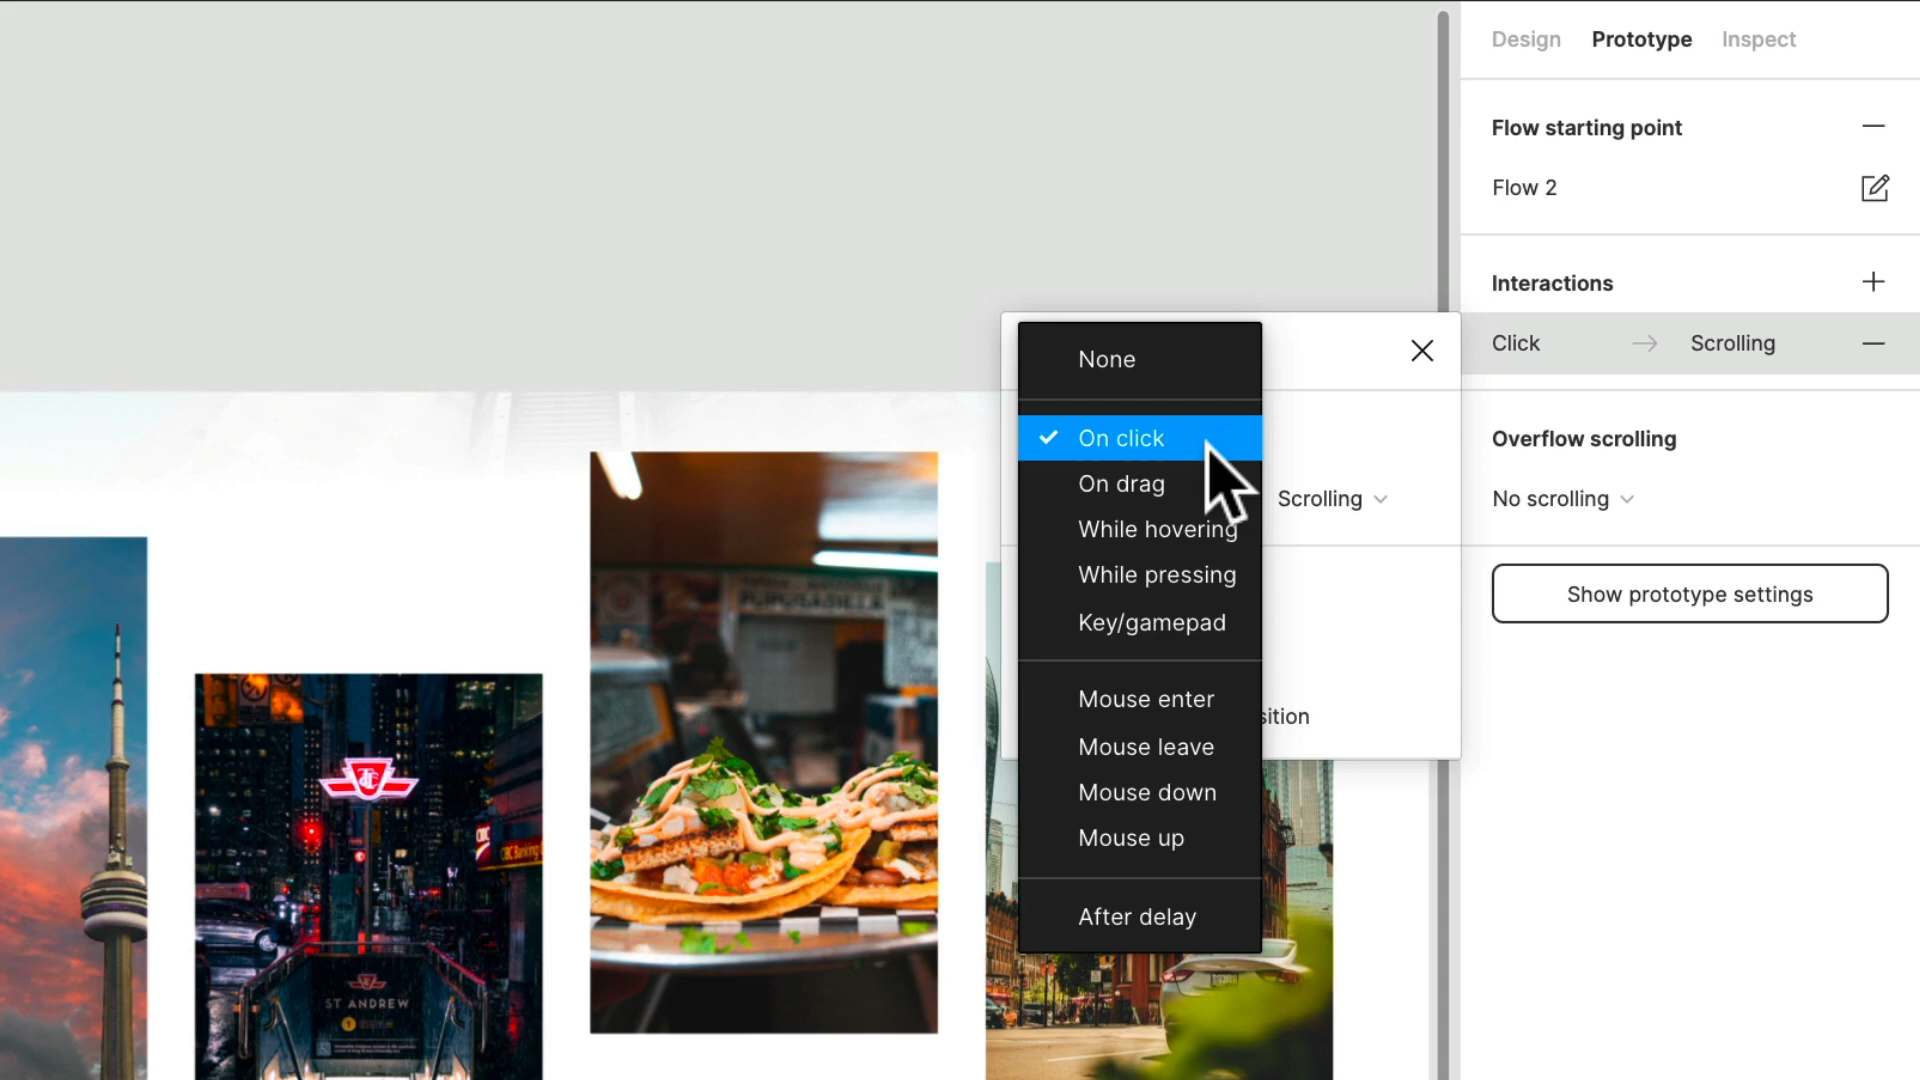 Design Prototype Inspect
Flow starting point
Flow 2
Interactions
Click → Scrolling
Overflow scrolling
No scrolling
Show prototype settings
None
On click
On drag
While hovering
While pressing
Key/gamepad
Mouse enter
Mouse leave
Mouse down
Mouse up
After delay
Scrolling
sition
ST ANDREW
1